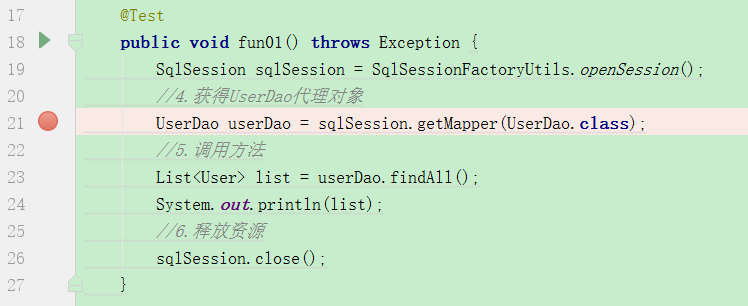 17 @Test
18 public void fun01() throws Exception {
19 SqlSession sqlSession = SqlSessionFactoryUtils.openSession();
20 //4.获得UserDao代理对象
21 UserDao userDao = sqlSession.getMapper(UserDao.class);
22 //5.调用方法
23 List<User> list = userDao.findAll();
24 System.out.println(list);
25 //6.释放资源
26 sqlSession.close();
27 }